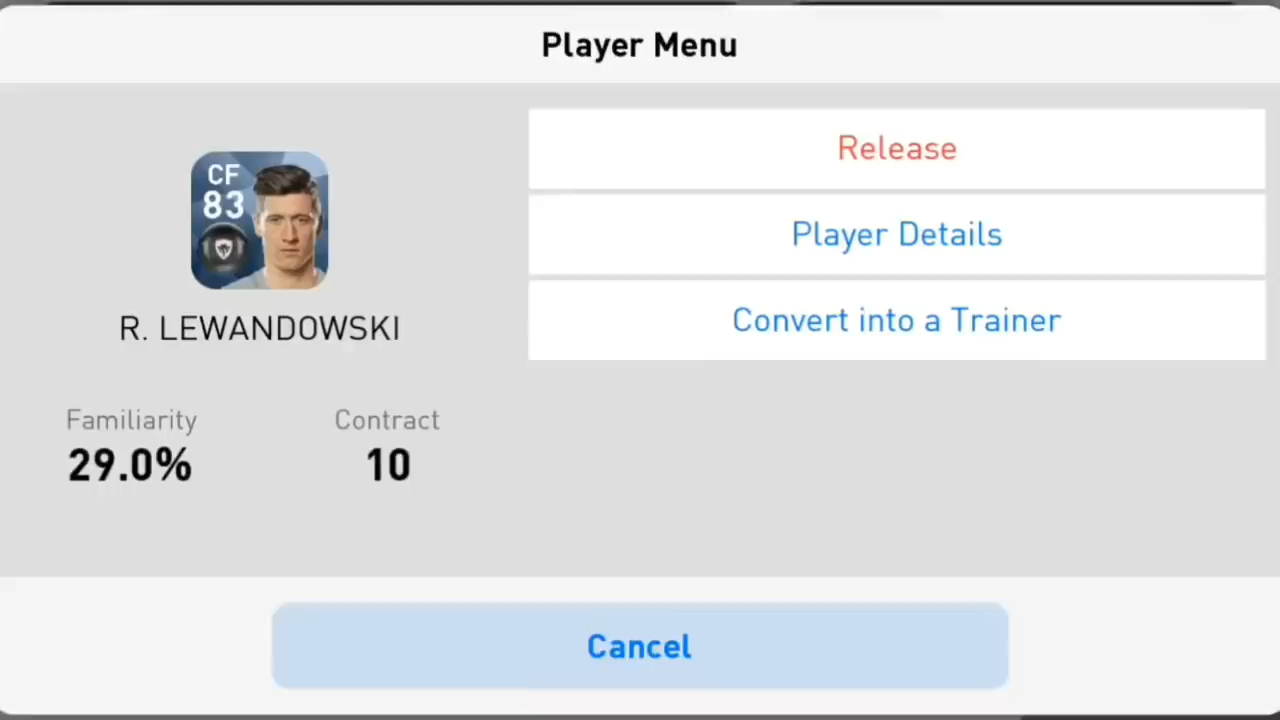 Player Menu
CF
83
R. LEWANDOWSKI
Familiarity
29.0%
Contract
10
Release
Player Details
Convert into a Trainer
Cancel